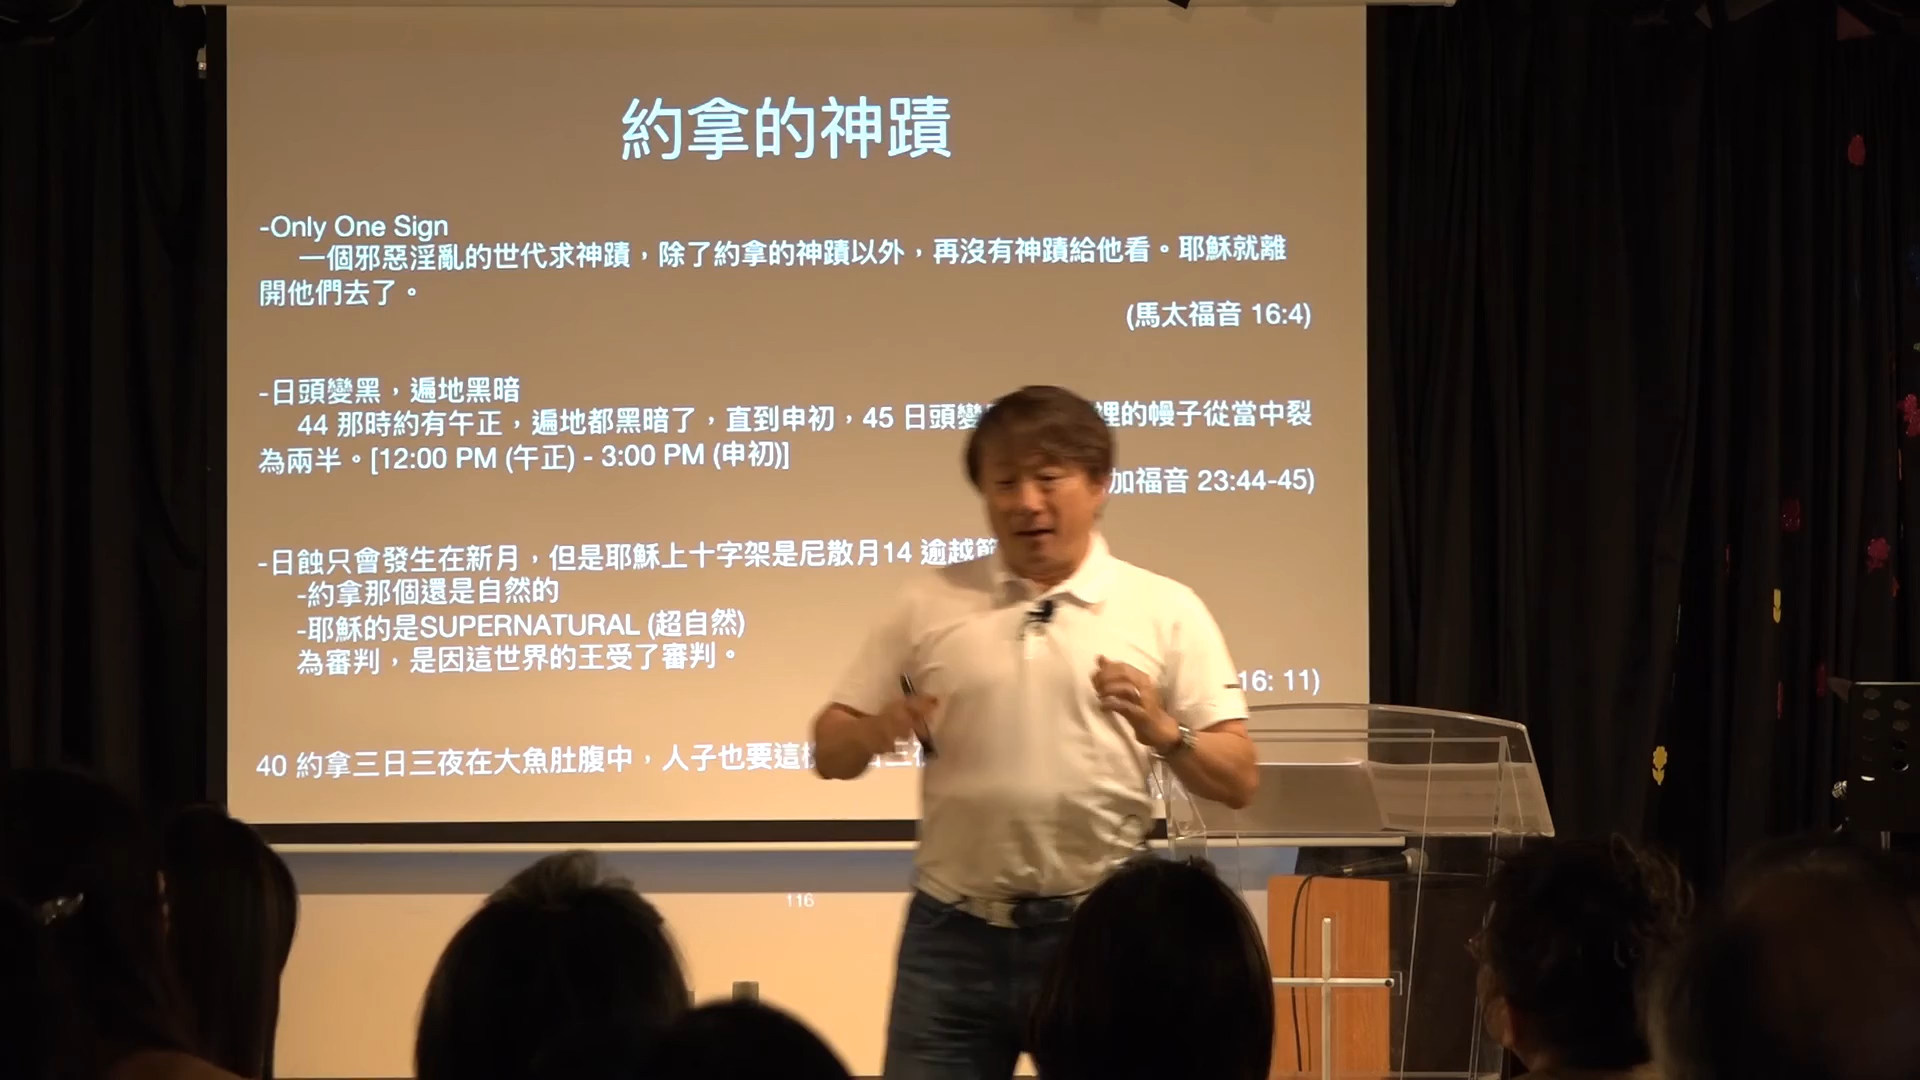 約拿的神蹟
-Only One Sign
一個邪惡淫亂的世代求神蹟，除了約拿的神蹟以外，再沒有神蹟給他看。耶穌就離
開他們去了。
(馬太福音 16:4)
-日頭變黑，遍地黑暗
44 那時約有午正，遍地都黑暗了，直到申初，45 日頭變 裡的幔子從當中裂
為兩半。[12:00 PM (午正) - 3:00 PM (申初)]
加福音 23:44-45)
-日蝕只會發生在新月，但是耶穌上十字架是尼散月14 逾越
-約拿那個還是自然的
-耶穌的是SUPERNATURAL (超自然)
為審判，是因這世界的王受了審判。
16: 11)
40 約拿三日三夜在大魚肚腹中，人子也要這
116